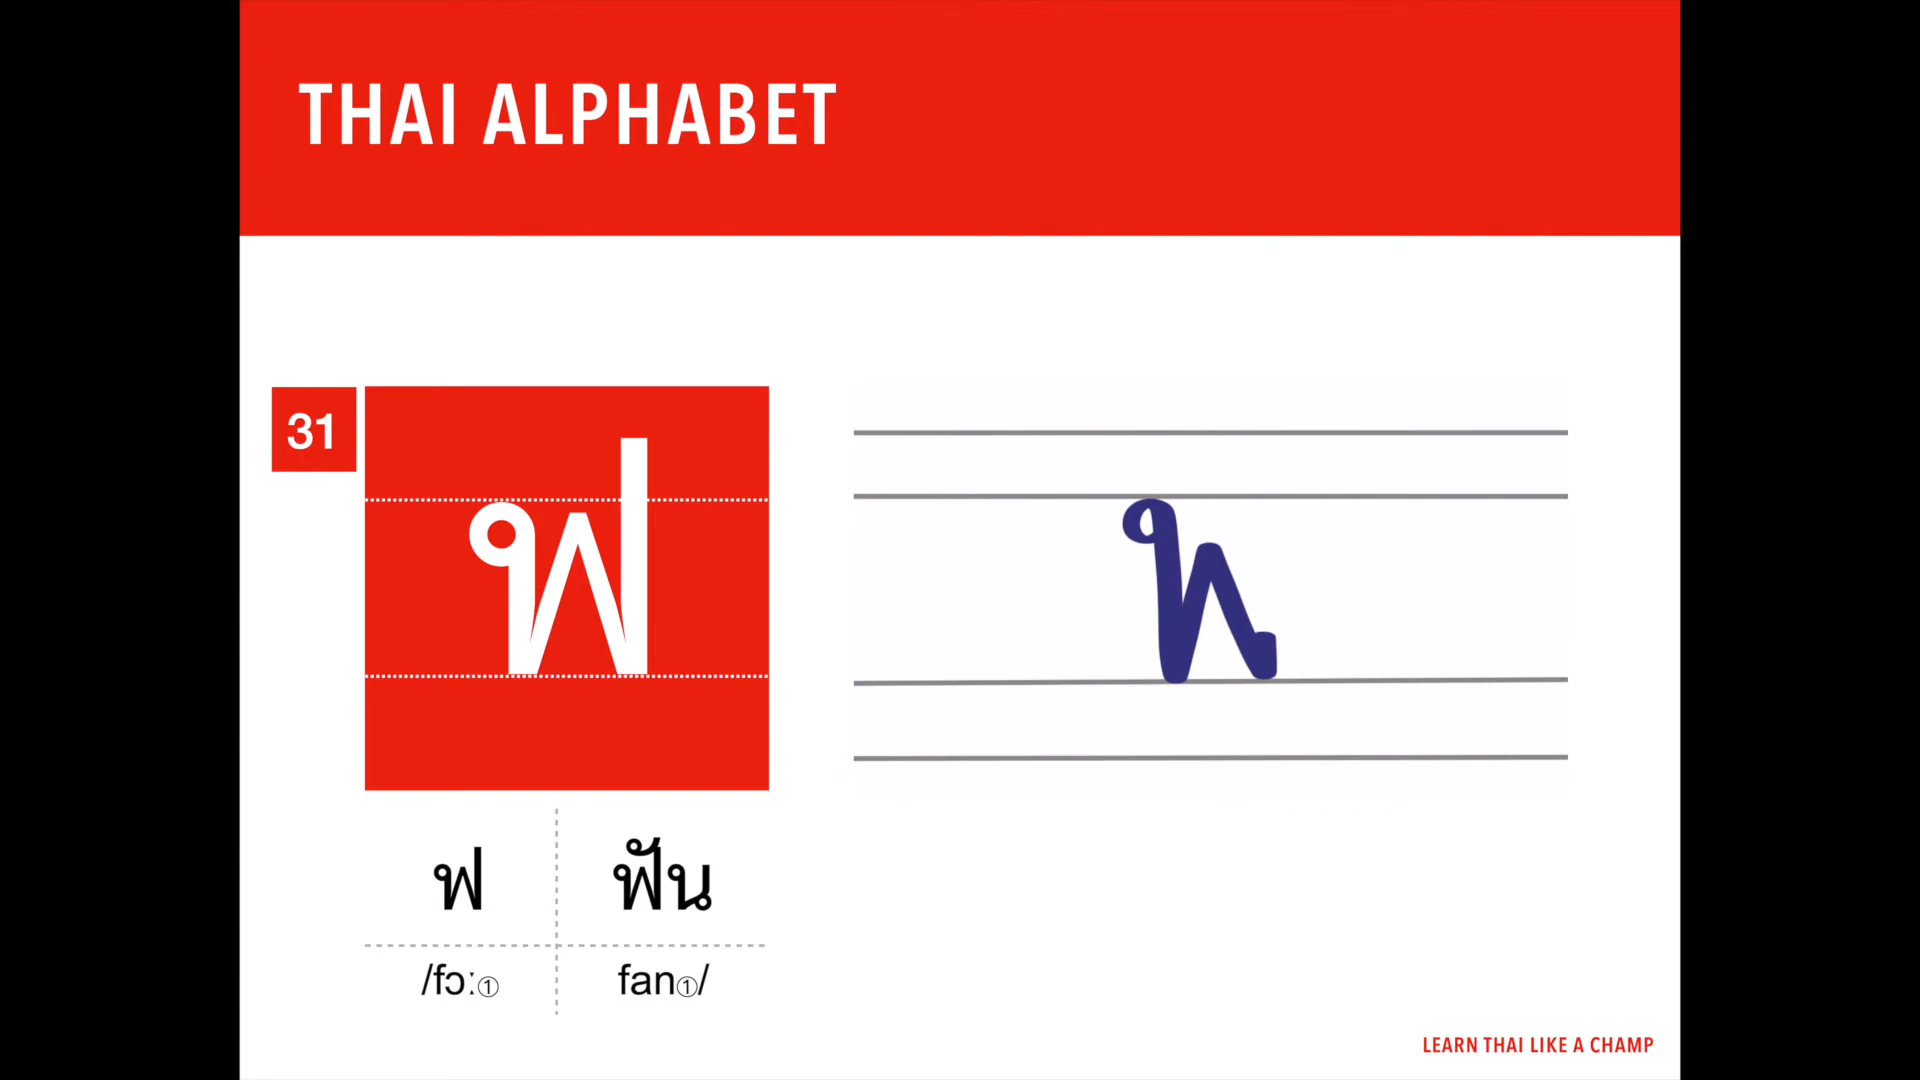 THAI ALPHABET
31
ฟ
ฟ ฟัน
/fɔː① fan①/
LEARN THAI LIKE A CHAMP